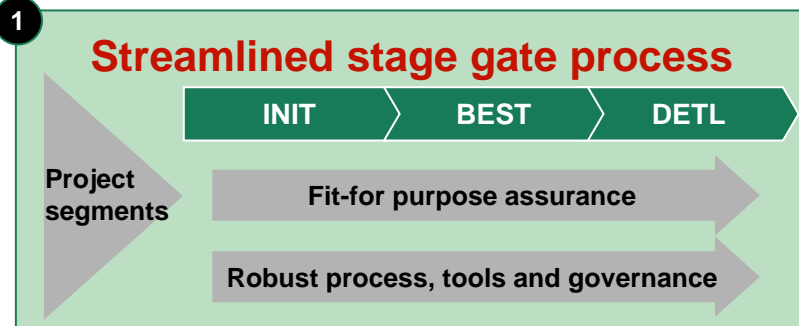 1
Streamlined stage gate process
INIT BEST DETL
Project
segments
Fit-for purpose assurance
Robust process, tools and governance